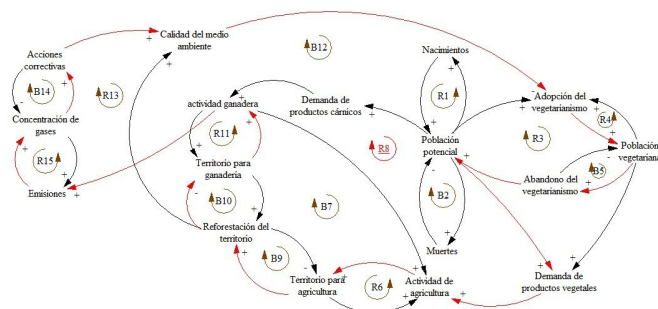 Acciones
correctivas
Calidad del medio
ambiente
B12
Nacimientos
B14
R13
Adopción del
vegetarianismo
Concentración de
gases
actividad ganadera
Demanda de
productos cárnicos
R1
R4
R11
R8
Población
potencial
R3
Población
vegetariana
R15
Territorio para
ganadería
Abandono del
vegetarianismo
B5
Emisiones
B10
B7
B2
Reforestación del
territorio
B9
Muertes
Territorio para
agricultura
R6
Actividad de
agricultura
Demanda de
productos vegetales